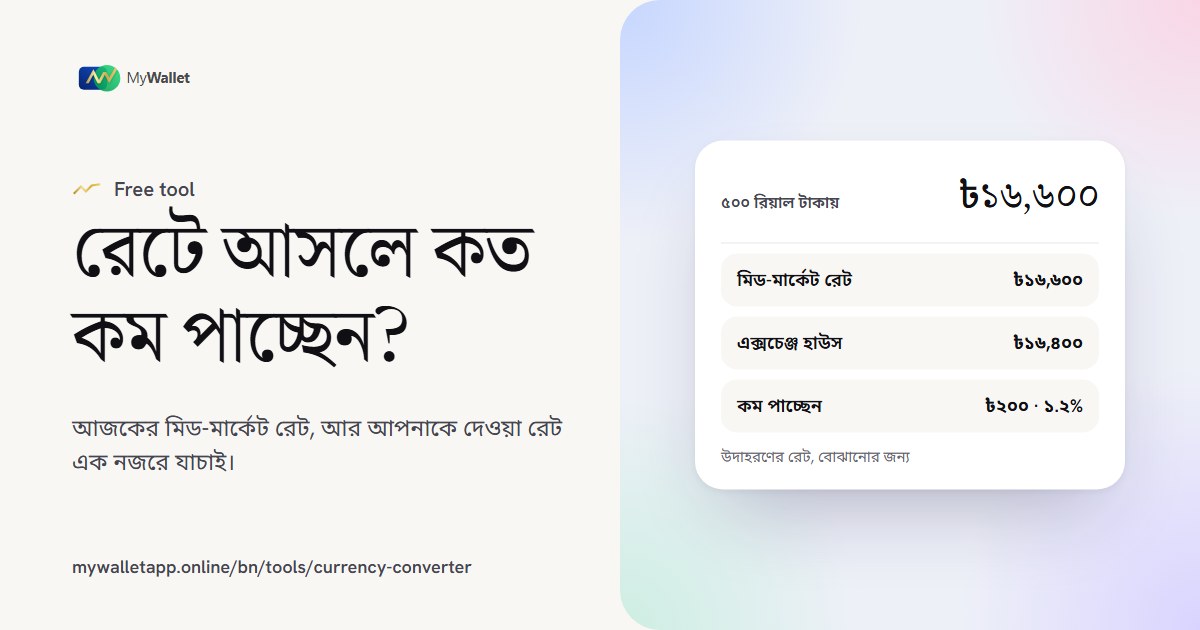 MyWallet
Free tool
রেটে আসলে কত
কম পাচ্ছেন?
আজকের মিড-মার্কেট রেট, আর আপনাকে দেওয়া রেট
এক নজরে যাচাই।
mywalletapp.online/bn/tools/currency-converter
৫০০ রিয়াল টাকায় ৳১৬,৬০০
মিড-মার্কেট রেট ৳১৬,৬০০
এক্সচেঞ্জ হাউস ৳১৬,৪০০
কম পাচ্ছেন ৳২০০ · ১.২%
উদাহরণের রেট, বোঝানোর জন্য